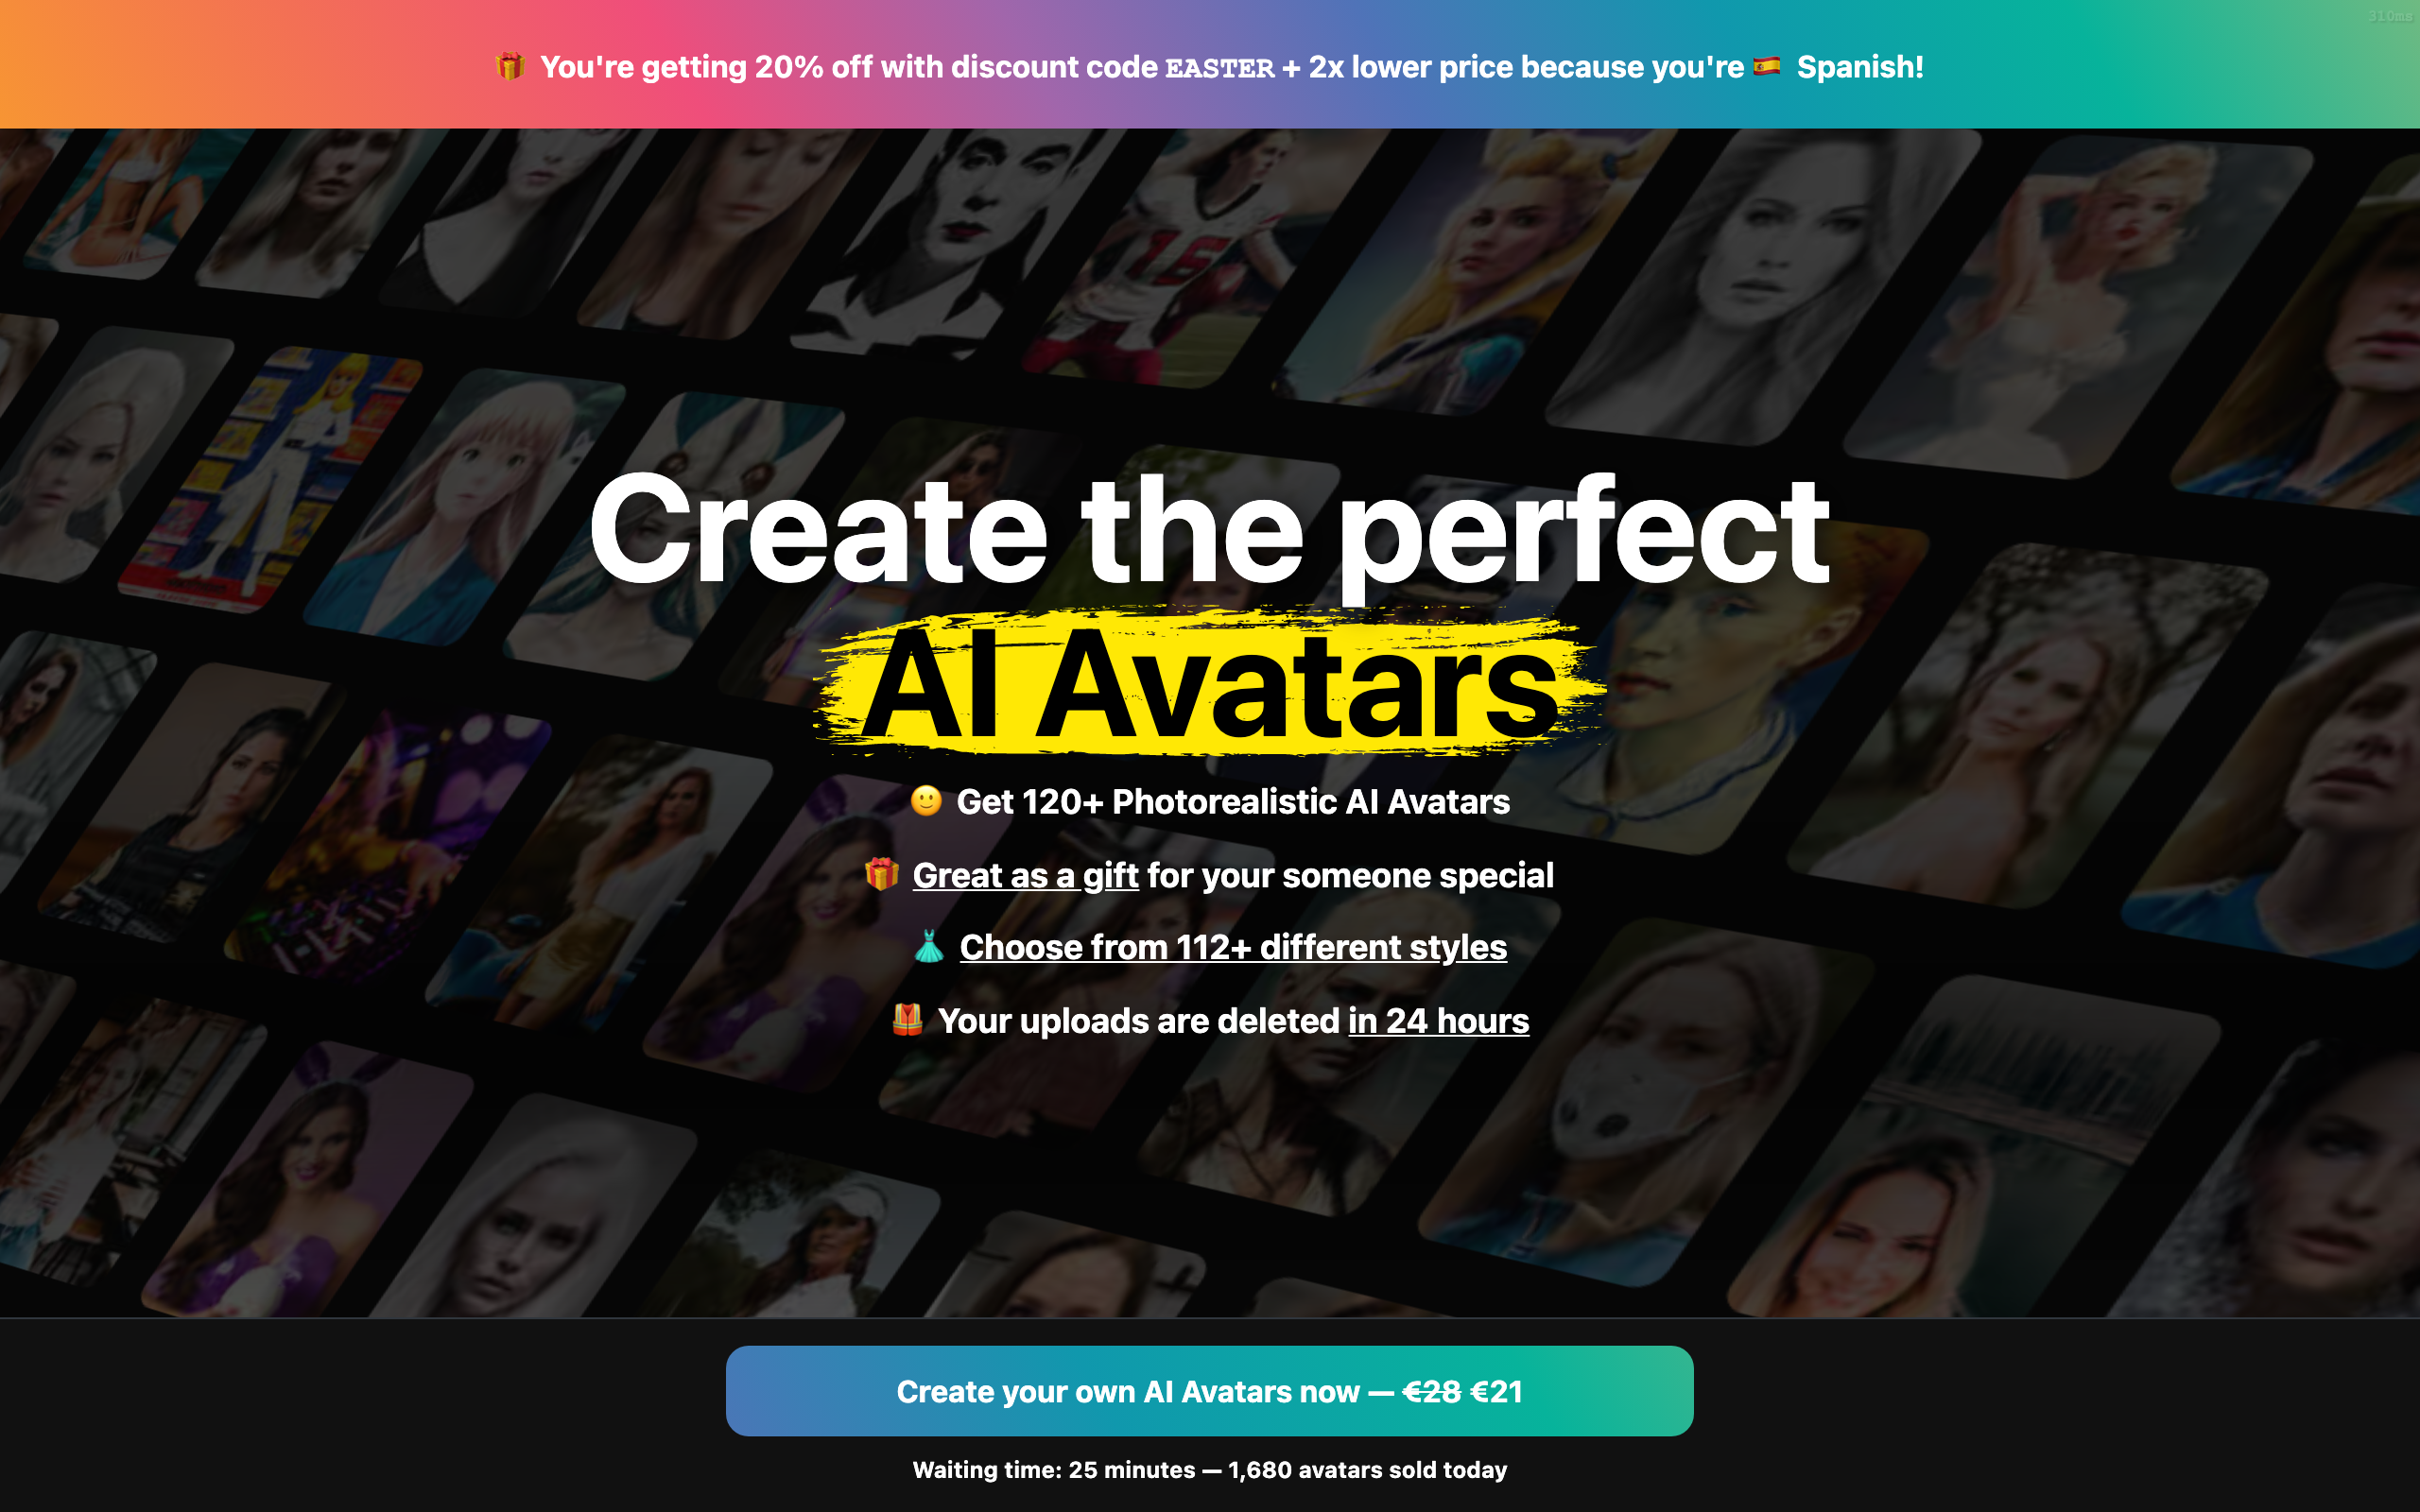 310ms
🎁 You're getting 20% off with discount code EASTER + 2x lower price because you're 🇪🇸 Spanish!
16
Create the perfect
AI Avatars
🙂 Get 120+ Photorealistic AI Avatars
🎁 Great as a gift for your someone special
👗 Choose from 112+ different styles
🦺 Your uploads are deleted in 24 hours
Create your own AI Avatars now — €28 €21
Waiting time: 25 minutes — 1,680 avatars sold today